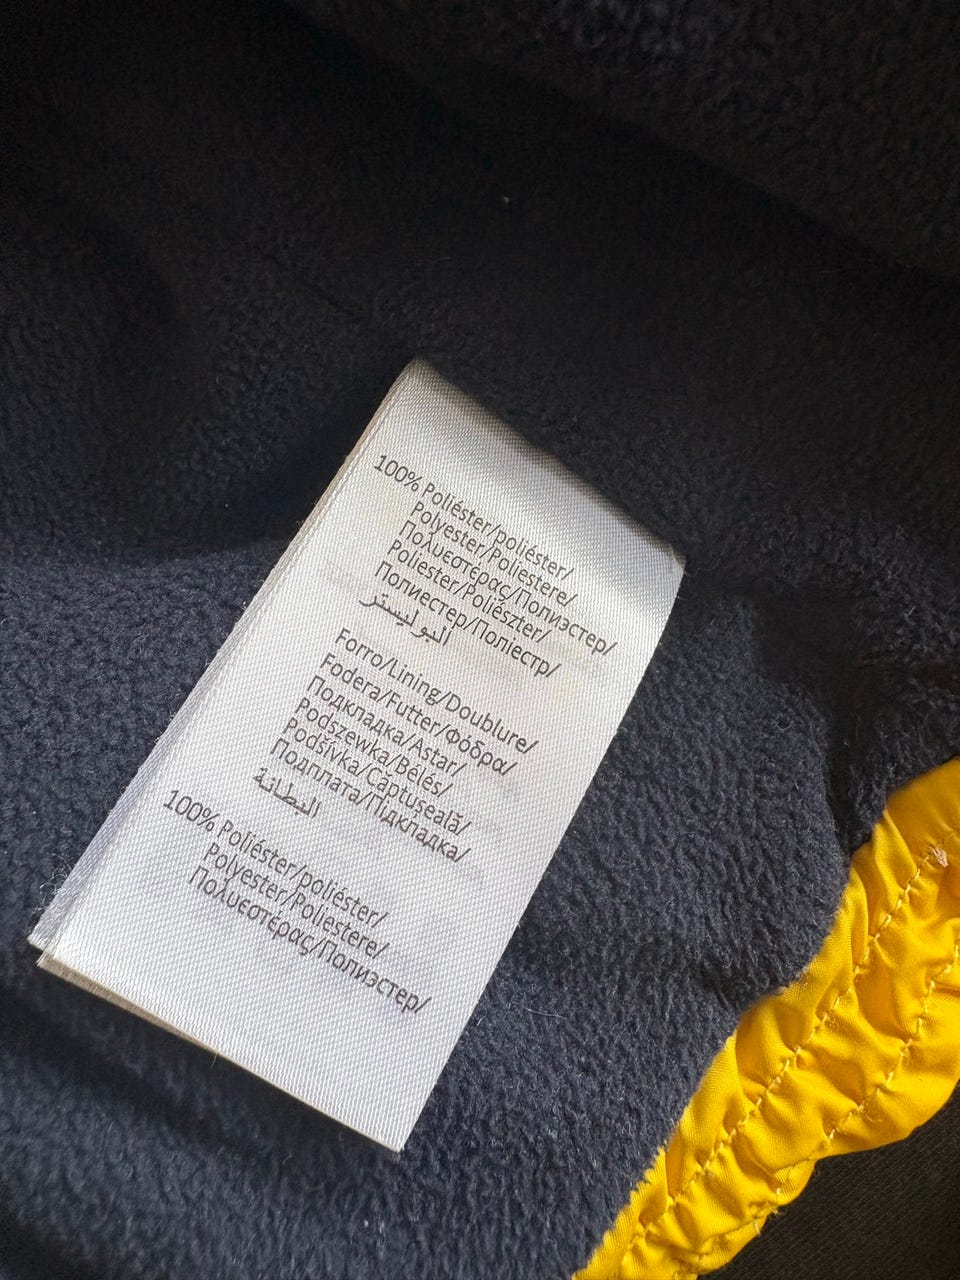 100% Poliéster/poliéster/
Polyester/Poliestere/
Πολυεστέρας/Полиэстер/
Poliester/Poliészter/
Полиестер/Поліестр/
البوليستر
Forro/Lining/Doublure/
Fodera/Futter/Φόδρα/
Подкладка/Astar/
Podszewka/Bélés/
Podšívka/Căptuseală/
Подплата/Підкладка/
البطانة
100% Poliéster/poliéster/
Polyester/Poliestere/
Πολυεστέρας/Полиэстер/